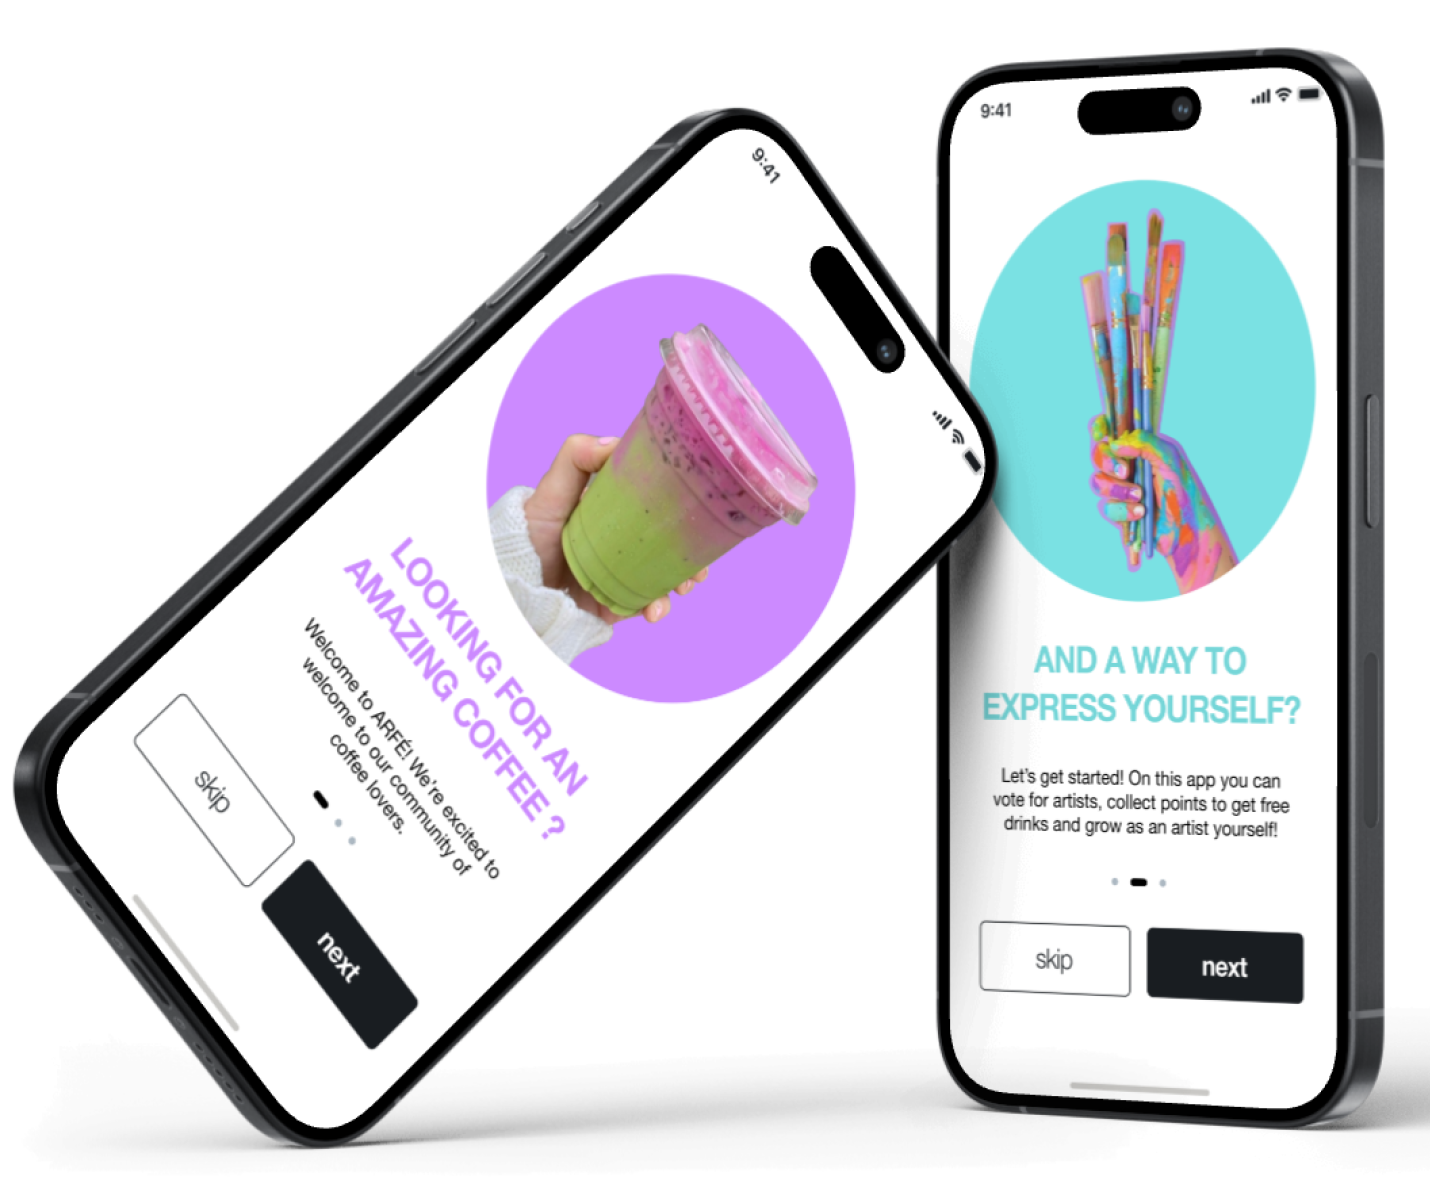 9:41
LOOKING FOR AN
AMAZING COFFEE ?
Welcome to ARFÉ! We're excited to
welcome to our community of
coffee lovers.
skip
next
9:41
AND A WAY TO
EXPRESS YOURSELF?
Let's get started! On this app you can
vote for artists, collect points to get free
drinks and grow as an artist yourself!
skip
next